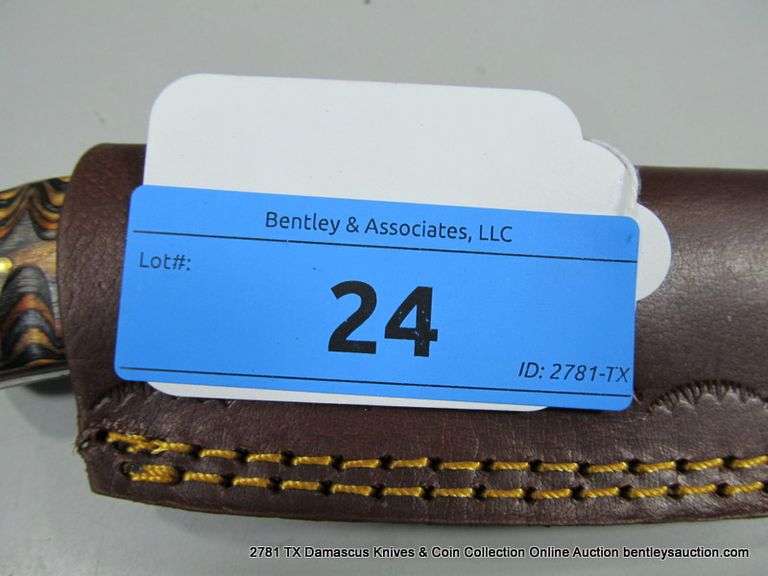 Bentley & Associates, LLC
Lot#:
24
ID: 2781-TX
2781 TX Damascus Knives & Coin Collection Online Auction bentleysauction.com